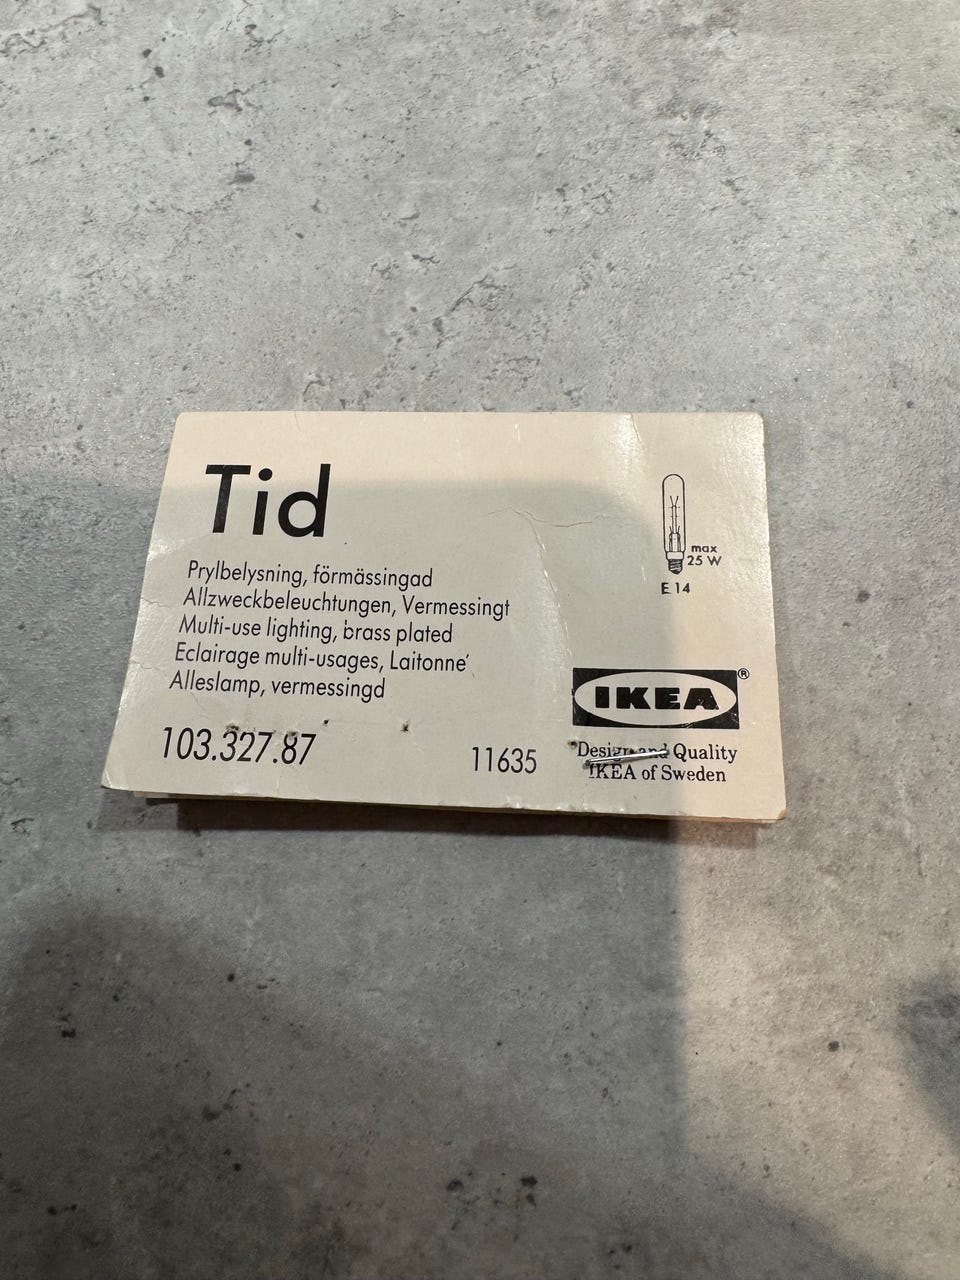 Tid
Prylbelysning, förmässingad
Allzweckbeleuchtungen, Vermessingt
Multi-use lighting, brass plated
Eclairage multi-usages, Laitonne´
Alleslamp, vermessingd
103.327.87
11635
max
25 W
E 14
IKEA®
Design and Quality
IKEA of Sweden